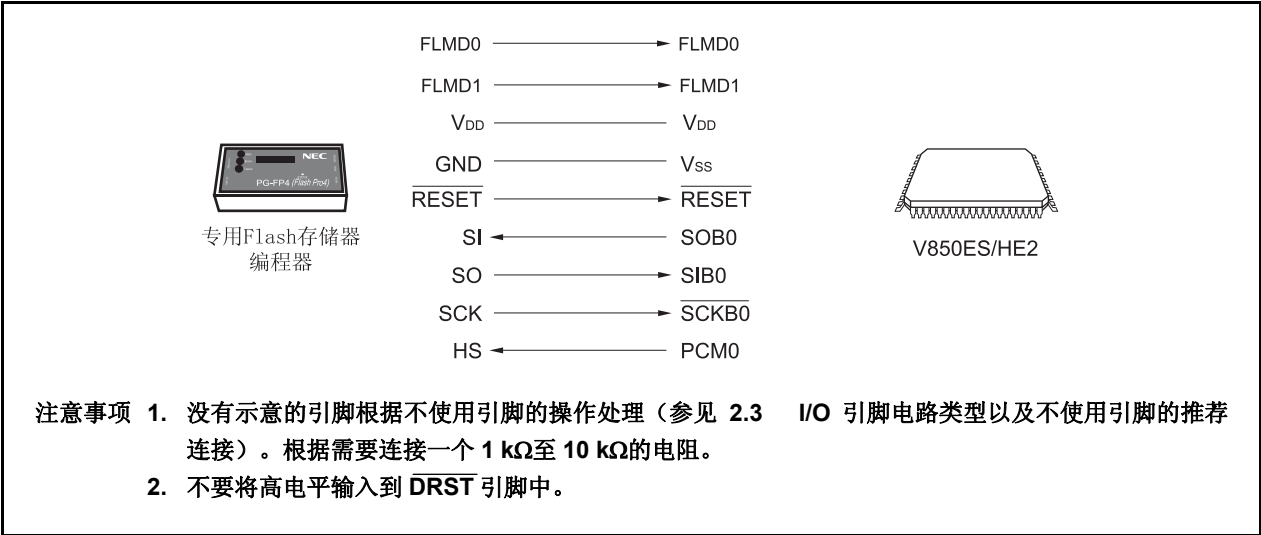 FLMD0 FLMD0
FLMD1 FLMD1
VDD VDD
GND VSS
RESET RESET
SI SOB0
SO SIB0
SCK SCKB0
HS PCM0
NEC
PG-FP4 (Flash Pro4)
专用Flash存储器
编程器
V850ES/HE2
注意事项 1. 没有示意的引脚根据不使用引脚的操作处理（参见 2.3 I/O 引脚电路类型以及不使用引脚的推荐
连接）。根据需要连接一个 1 kΩ至 10 kΩ的电阻。
2. 不要将高电平输入到 DRST 引脚中。